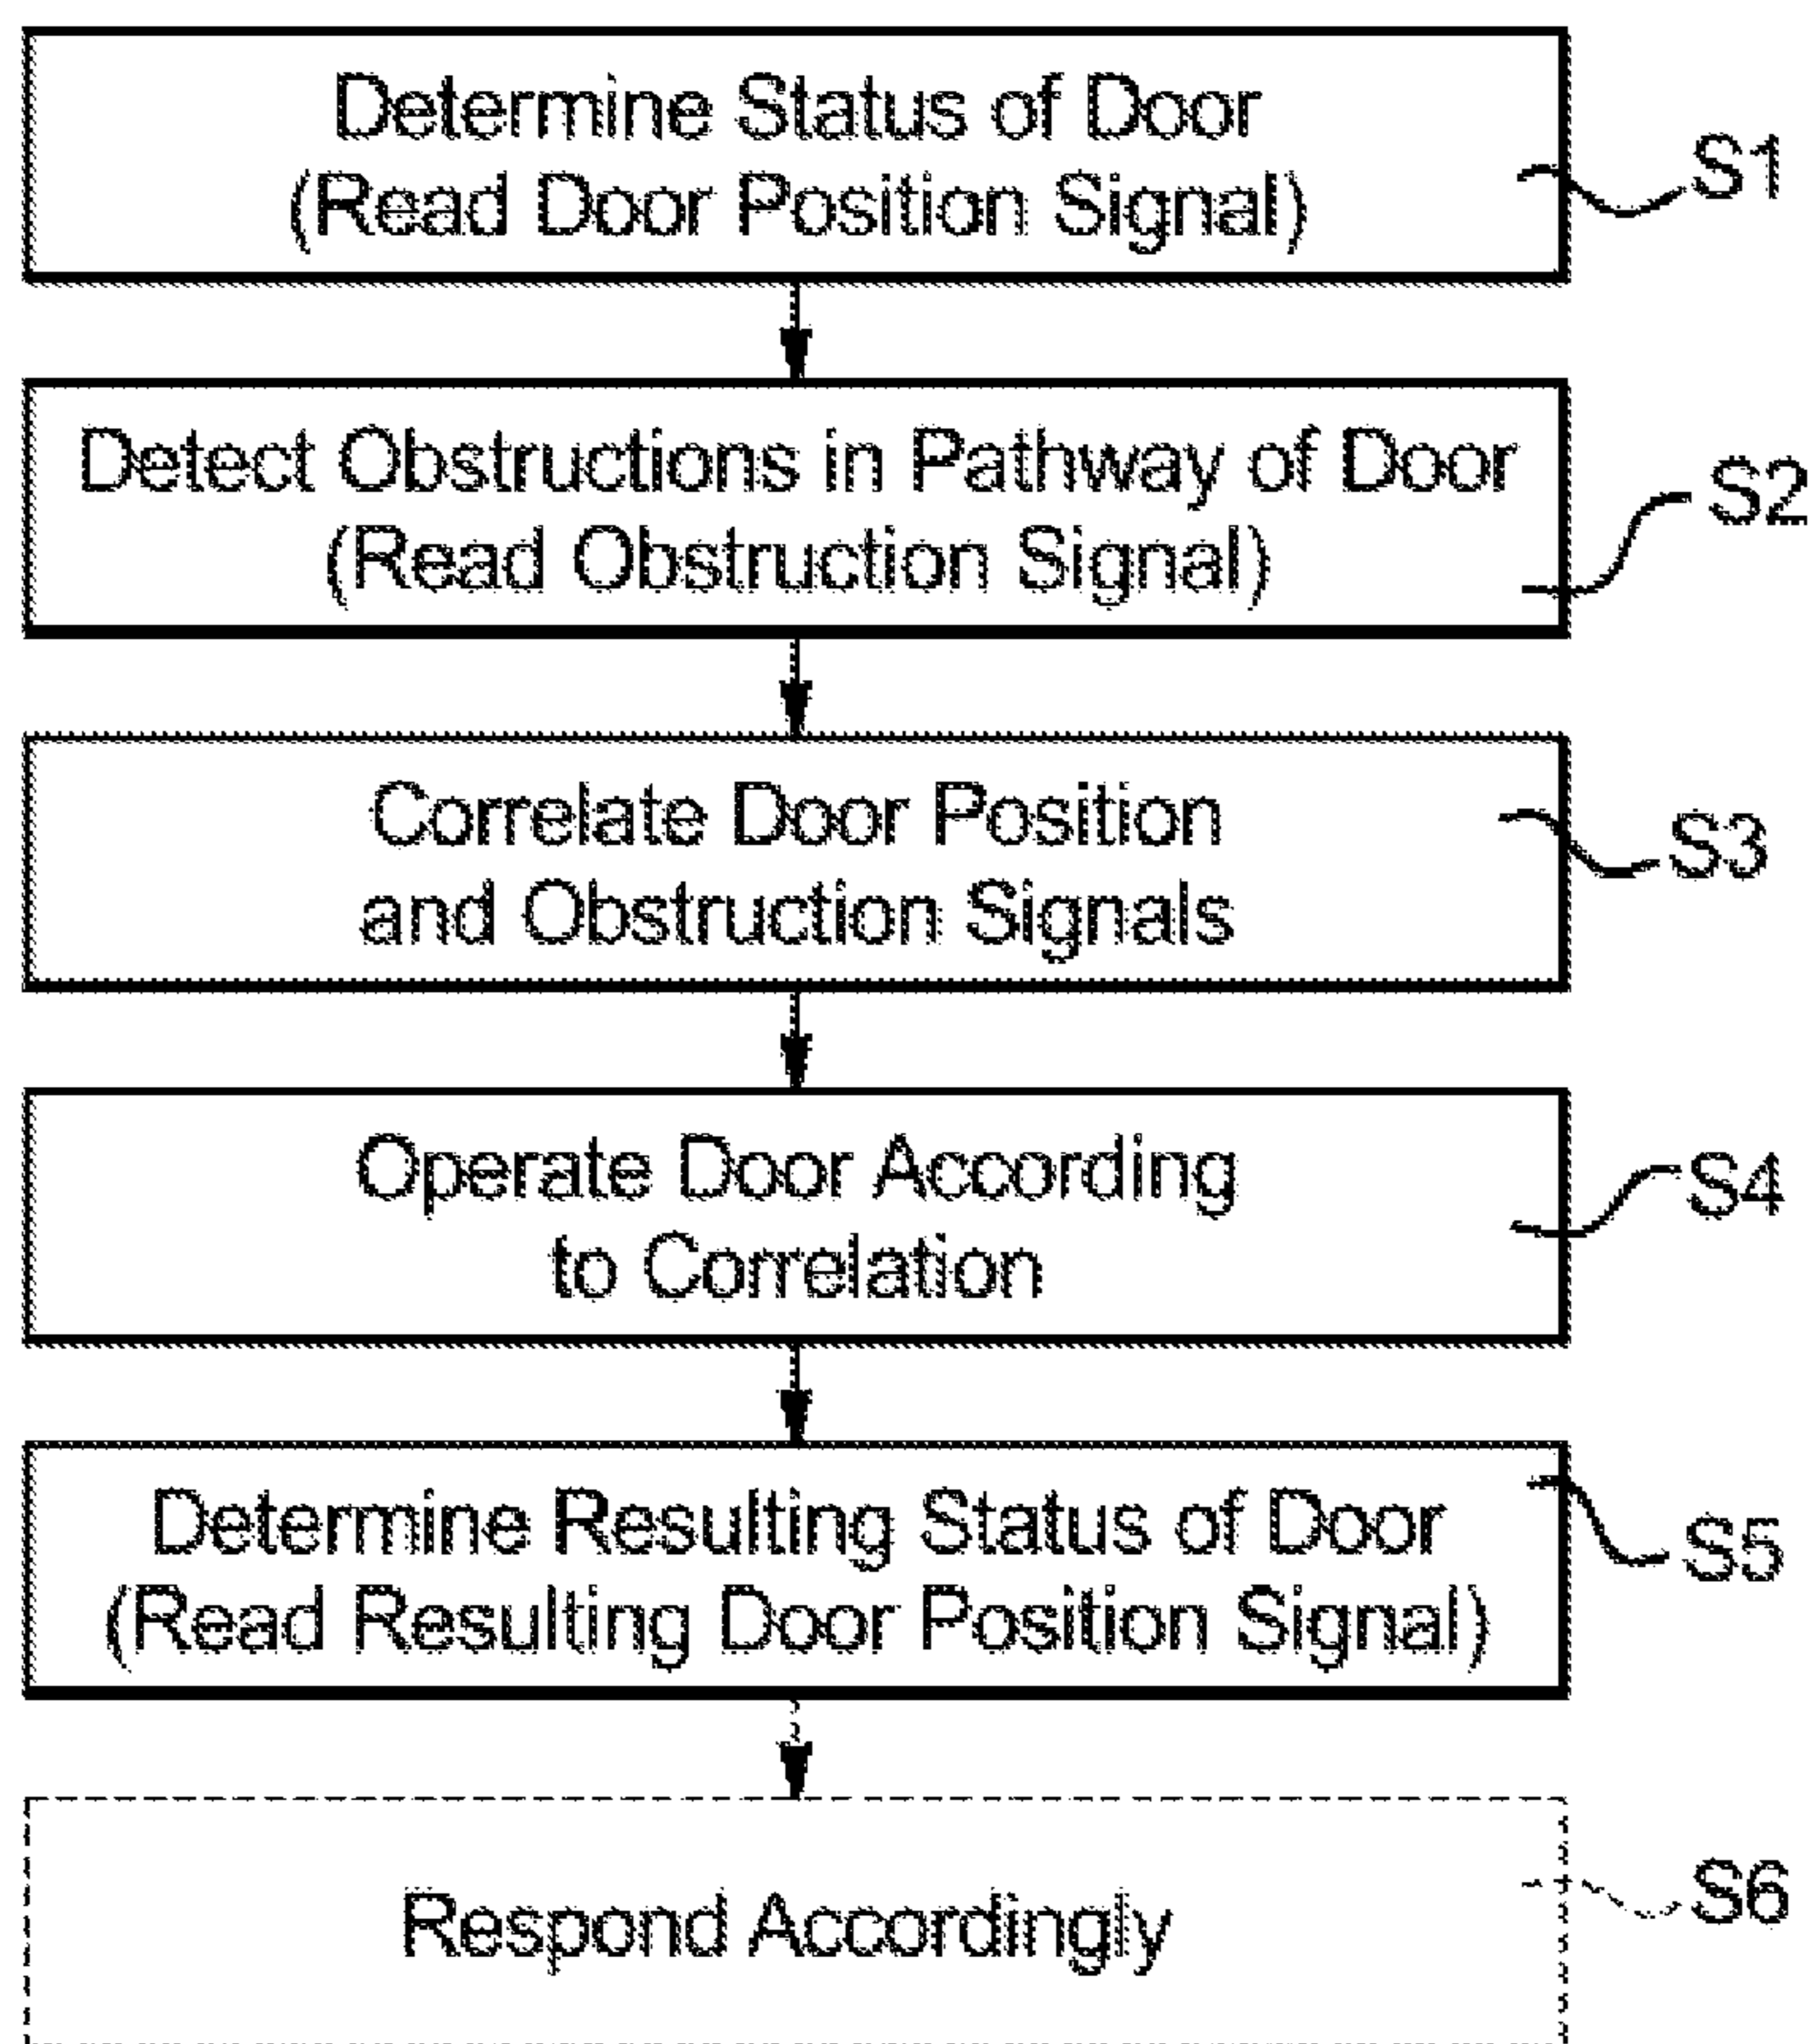 Determine Status of Door
(Read Door Position Signal)
S1
Detect Obstructions in Pathway of Door
(Read Obstruction Signal)
S2
Correlate Door Position
and Obstruction Signals
S3
Operate Door According
to Correlation
S4
Determine Resulting Status of Door
(Read Resulting Door Position Signal)
S5
Respond Accordingly
S6